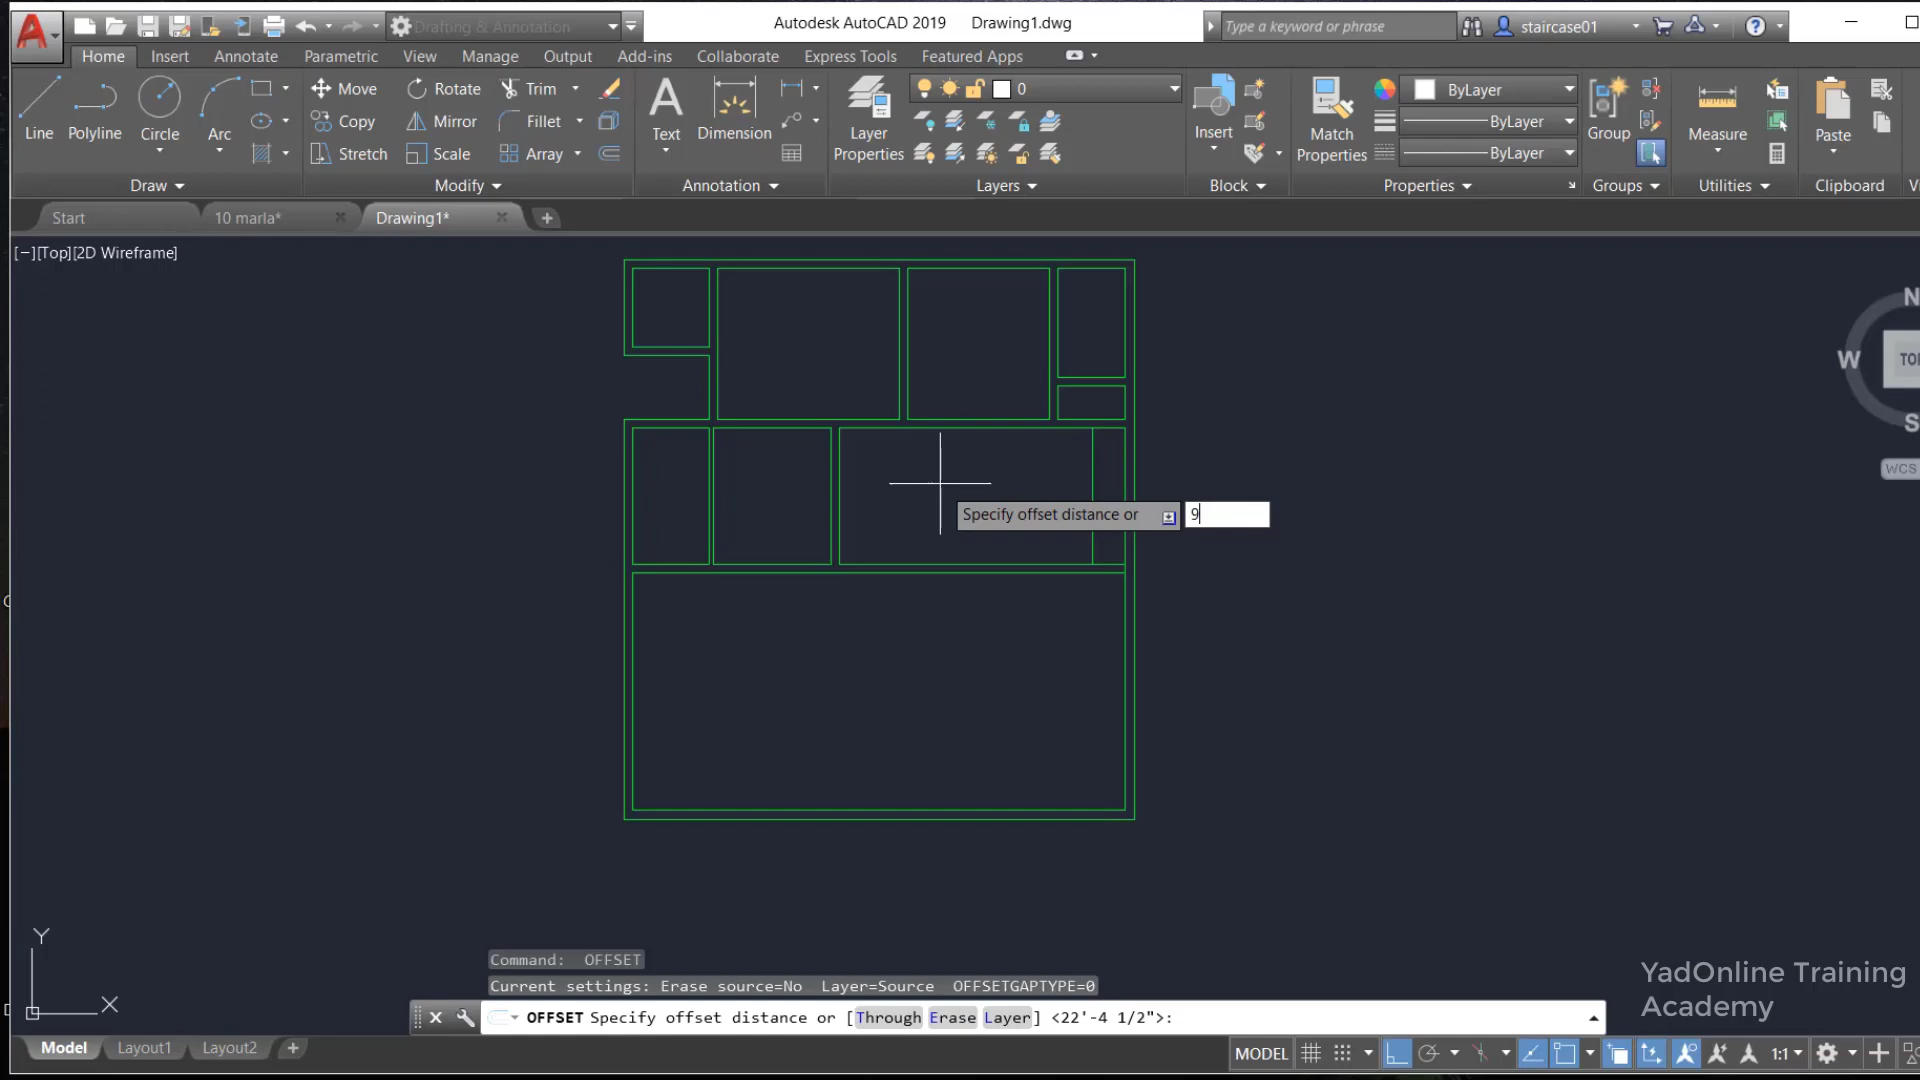 Drafting & Annotation
Autodesk AutoCAD 2019 Drawing1.dwg
Type a keyword or phrase
staircase01
Home Insert Annotate Parametric View Manage Output Add-ins Collaborate Express Tools Featured Apps
Line Polyline Circle Arc
Move Rotate Trim
Copy Mirror Fillet
Stretch Scale Array
Text Dimension
Layer Properties
0
Insert
Match Properties
ByLayer
ByLayer
ByLayer
Group
Measure
Paste
Draw Modify Annotation Layers Block Properties Groups Utilities Clipboard
Start 10 marla* Drawing1*
[−][Top][2D Wireframe]
N
W
TOP
S
WCS
Specify offset distance or 9
Y
X
Command: OFFSET
Current settings: Erase source=No Layer=Source OFFSETGAPTYPE=0
OFFSET Specify offset distance or [Through Erase Layer] <22'-4 1/2">:
YadOnline Training
Academy
Model Layout1 Layout2
MODEL 1:1